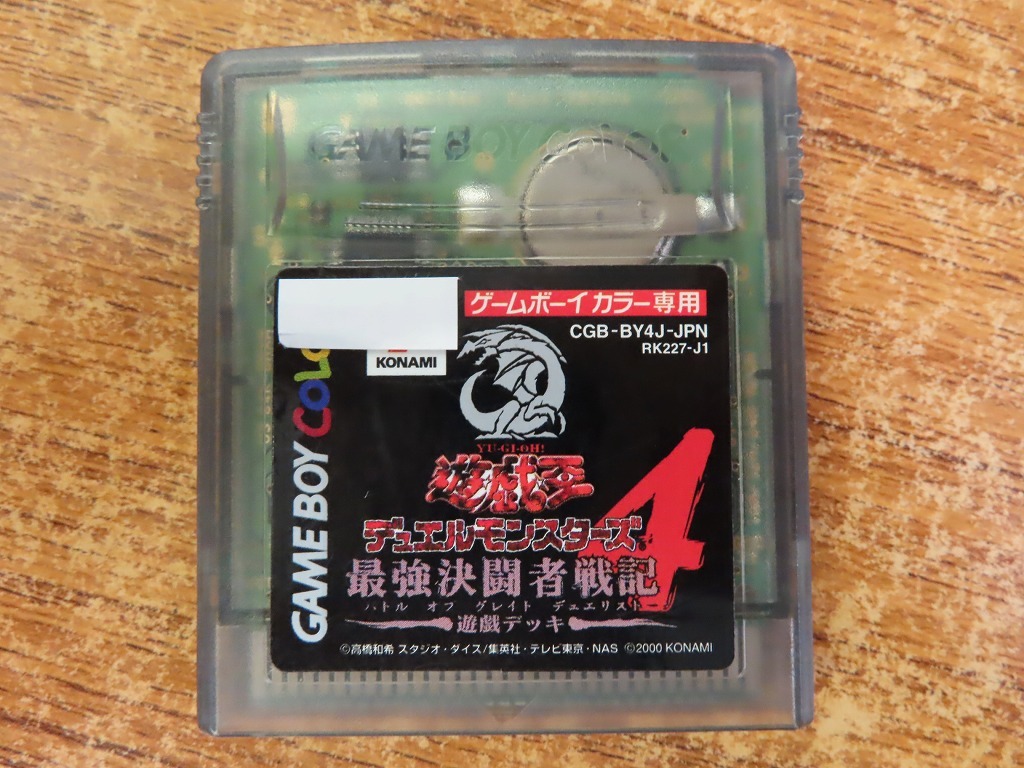 GAME BOY COLOR
ゲームボーイカラー専用
CGB-BY4J-JPN
RK227-J1
KONAMI
GAME BOY COLO
YU-GI-OH!
遊戯王
デュエルモンスターズ
4
最強決闘者戦記
バトル オブ グレイト デュエリスト
遊戯デッキ
©高橋和希 スタジオ・ダイス/集英社・テレビ東京・NAS ©2000 KONAMI